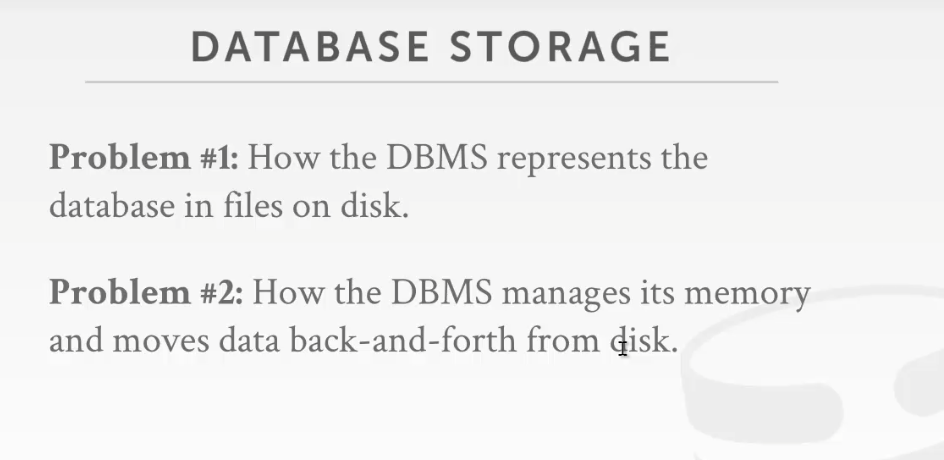 DATABASE STORAGE
Problem #1: How the DBMS represents the
database in files on disk.
Problem #2: How the DBMS manages its memory
and moves data back-and-forth from disk.